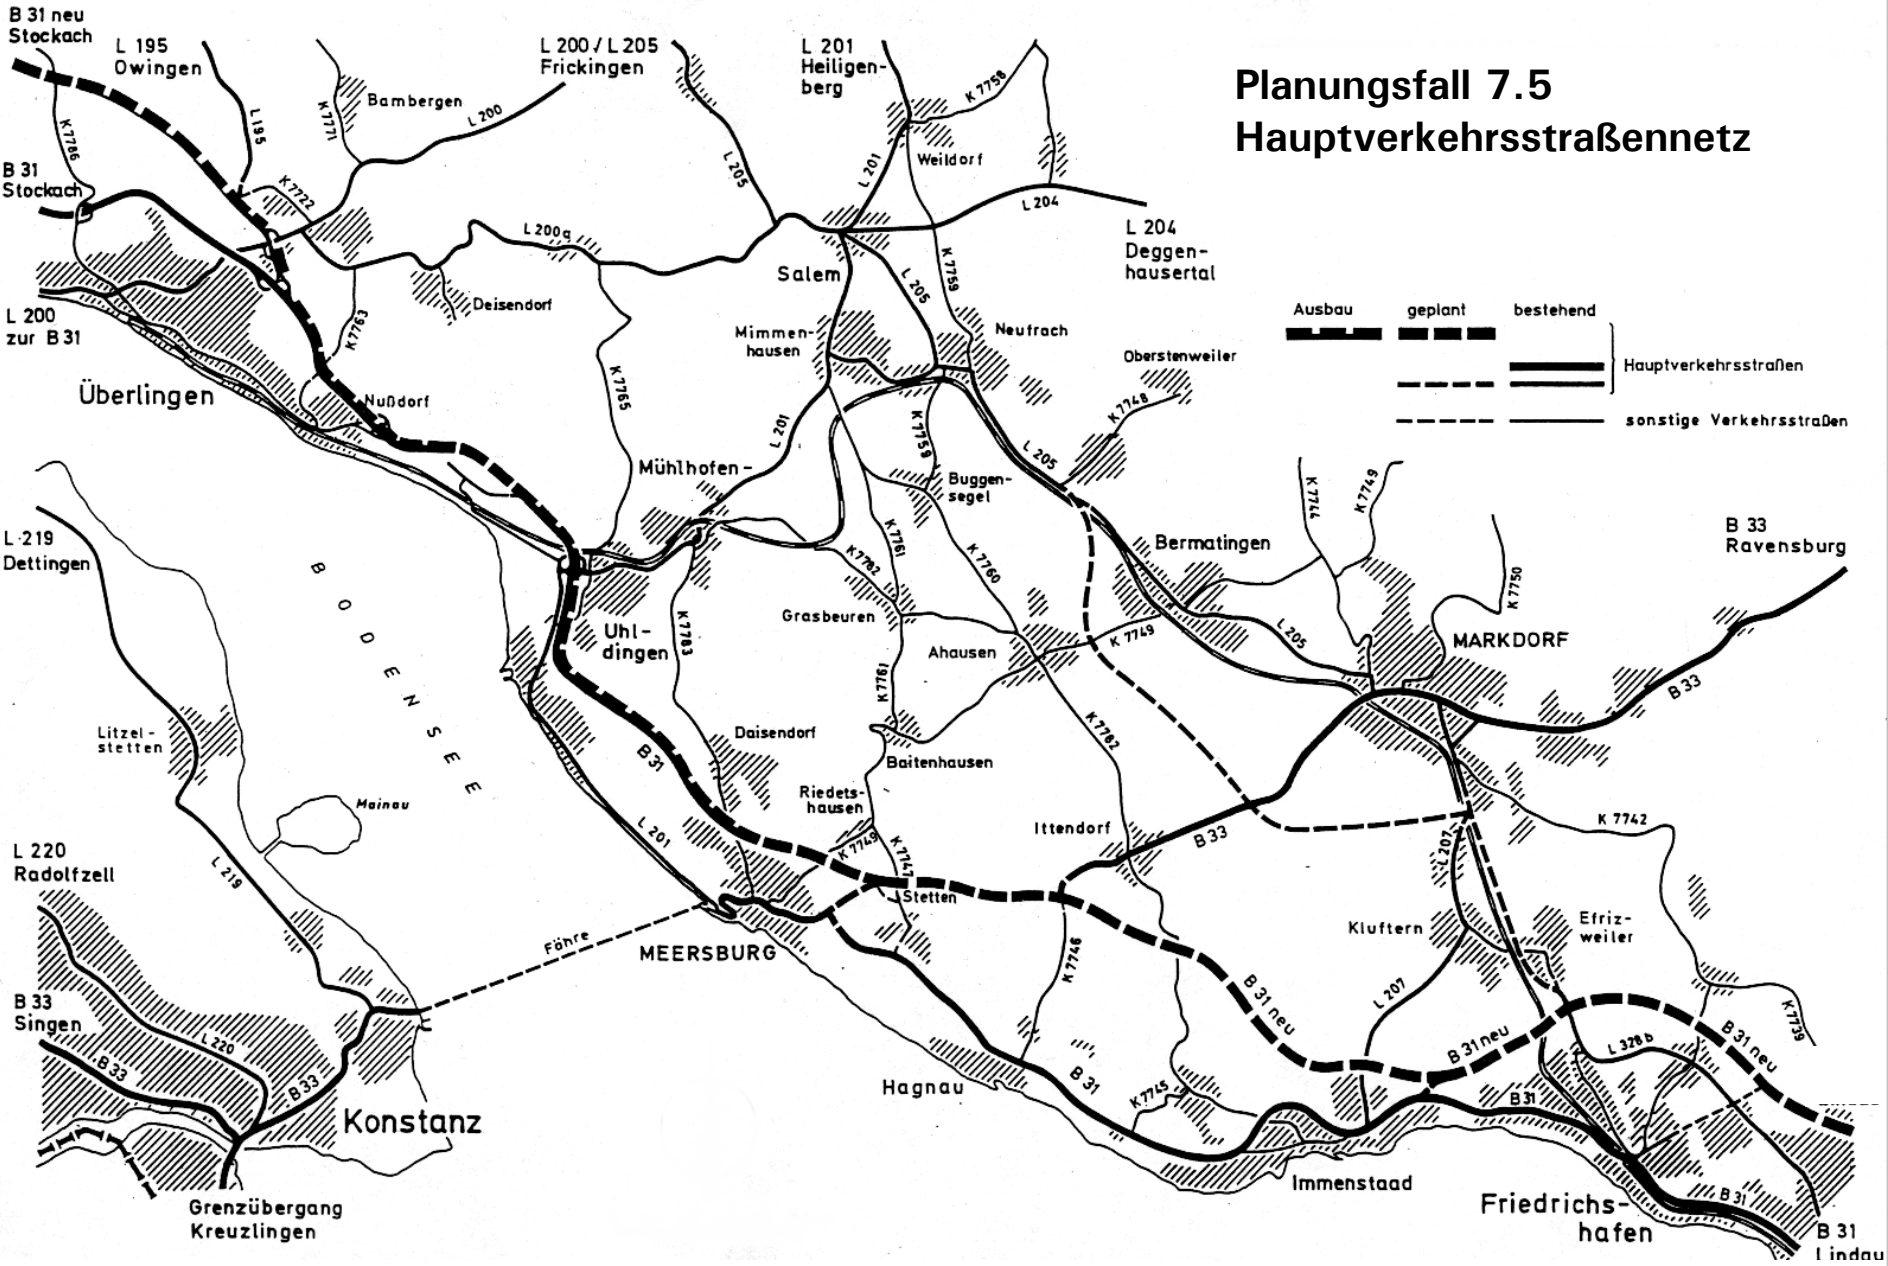 B 31 neu
Stockach
L 195
Owingen
L 200 / L 205
Frickingen
L 201
Heiligen-
berg
Planungsfall 7.5
Hauptverkehrsstraßennetz
K 7786
L 195
K 7771
Bambergen
L 200
L 205
L 201
K 7758
Weildorf
B 31
Stockach
K 7722
L 200a
L 204
L 204
Deggen-
hausertal
Salem
L 205
K 7759
Deisendorf
K 7763
L 200
zur B 31
Mimmen-
hausen
Neufrach
Oberstenweiler
Ausbau
geplant
bestehend
Hauptverkehrsstraßen
sonstige Verkehrsstraßen
Überlingen
Nußdorf
K 7765
L 201
K 7759
K 7748
L 205
Mühlhofen-
Buggen-
segel
K 7744
K 7749
B 33
Ravensburg
L 219
Dettingen
BODENSEE
K 7782
K 7761
K 7760
Bermatingen
K 7750
Uhl-
dingen
K 7783
Grasbeuren
Ahausen
K 7749
L 205
MARKDORF
B 33
K 7761
Litzel-
stetten
B 31
Daisendorf
Baitenhausen
K 7782
Riedets-
hausen
Mainau
L 201
K 7749
K 7747
Ittendorf
B 33
K 7742
L 207
L 220
Radolfzell
L 219
Stetten
Kluftern
Efriz-
weiler
Fähre
MEERSBURG
K 7746
B 33
Singen
L 220
B 33
B 33
B 31 neu
L 207
B 31 neu
L 328 b
B 31 neu
K 7739
Hagnau
B 31
K 7745
B 31
Konstanz
Immenstaad
Friedrichs-
hafen
B 31
B 31
Lindau
Grenzübergang
Kreuzlingen